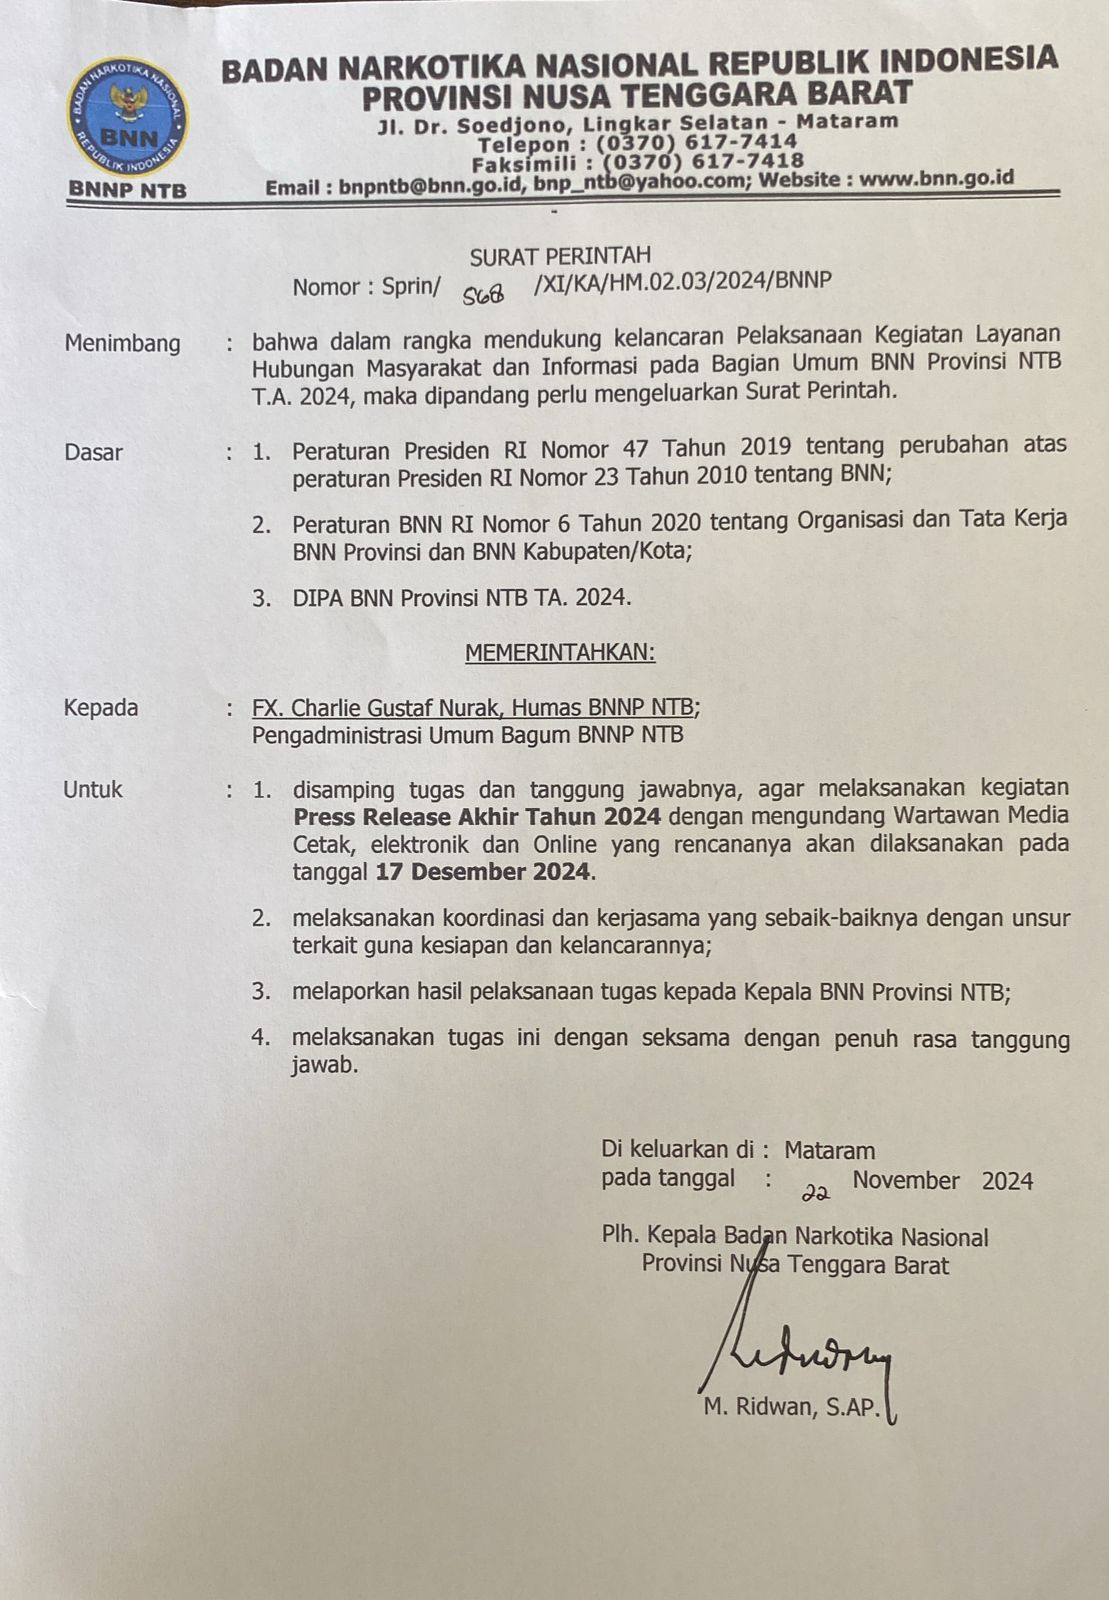 BADAN NARKOTIKA NASIONAL REPUBLIK INDONESIA
PROVINSI NUSA TENGGARA BARAT
Jl. Dr. Soedjono, Lingkar Selatan - Mataram
Telepon : (0370) 617-7414
Faksimili : (0370) 617-7418
Email : bnpntb@bnn.go.id, bnp_ntb@yahoo.com; Website : www.bnn.go.id
BADAN NARKOTIKA NASIONAL
BNN
REPUBLIK INDONESIA
BNNP NTB
SURAT PERINTAH
Nomor : Sprin/ 568 /XI/KA/HM.02.03/2024/BNNP
Menimbang : bahwa dalam rangka mendukung kelancaran Pelaksanaan Kegiatan Layanan
Hubungan Masyarakat dan Informasi pada Bagian Umum BNN Provinsi NTB
T.A. 2024, maka dipandang perlu mengeluarkan Surat Perintah.
Dasar : 1. Peraturan Presiden RI Nomor 47 Tahun 2019 tentang perubahan atas
peraturan Presiden RI Nomor 23 Tahun 2010 tentang BNN;
2. Peraturan BNN RI Nomor 6 Tahun 2020 tentang Organisasi dan Tata Kerja
BNN Provinsi dan BNN Kabupaten/Kota;
3. DIPA BNN Provinsi NTB TA. 2024.
MEMERINTAHKAN:
Kepada : FX. Charlie Gustaf Nurak, Humas BNNP NTB;
Pengadministrasi Umum Bagum BNNP NTB
Untuk : 1. disamping tugas dan tanggung jawabnya, agar melaksanakan kegiatan
Press Release Akhir Tahun 2024 dengan mengundang Wartawan Media
Cetak, elektronik dan Online yang rencananya akan dilaksanakan pada
tanggal 17 Desember 2024.
2. melaksanakan koordinasi dan kerjasama yang sebaik-baiknya dengan unsur
terkait guna kesiapan dan kelancarannya;
3. melaporkan hasil pelaksanaan tugas kepada Kepala BNN Provinsi NTB;
4. melaksanakan tugas ini dengan seksama dengan penuh rasa tanggung
jawab.
Di keluarkan di : Mataram
pada tanggal : 22 November 2024
Plh. Kepala Badan Narkotika Nasional
Provinsi Nusa Tenggara Barat
M. Ridwan, S.AP.